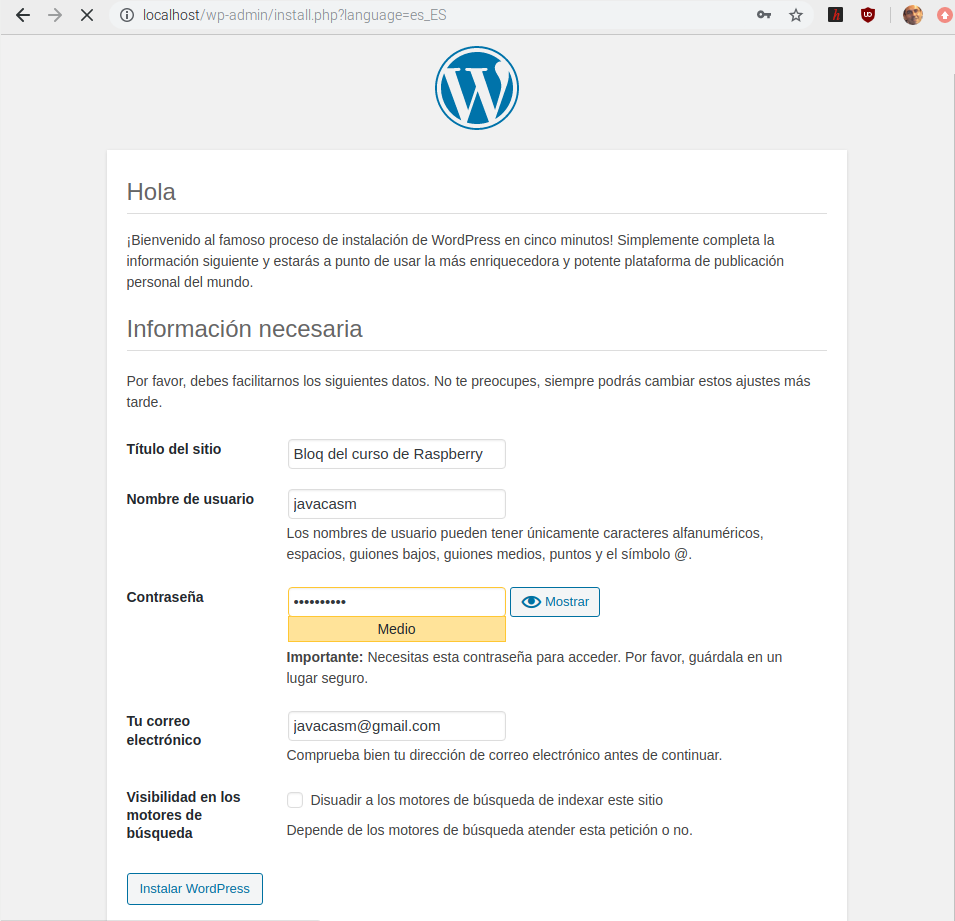 localhost/wp-admin/install.php?language=es_ES
Hola
¡Bienvenido al famoso proceso de instalación de WordPress en cinco minutos! Simplemente completa la
información siguiente y estarás a punto de usar la más enriquecedora y potente plataforma de publicación
personal del mundo.
Información necesaria
Por favor, debes facilitarnos los siguientes datos. No te preocupes, siempre podrás cambiar estos ajustes más
tarde.
Título del sitio
Bloq del curso de Raspberry
Nombre de usuario
javacasm
Los nombres de usuario pueden tener únicamente caracteres alfanuméricos,
espacios, guiones bajos, guiones medios, puntos y el símbolo @.
Contraseña
••••••••••
Mostrar
Medio
Importante: Necesitas esta contraseña para acceder. Por favor, guárdala en un
lugar seguro.
Tu correo
electrónico
javacasm@gmail.com
Comprueba bien tu dirección de correo electrónico antes de continuar.
Visibilidad en los
motores de
búsqueda
Disuadir a los motores de búsqueda de indexar este sitio
Depende de los motores de búsqueda atender esta petición o no.
Instalar WordPress